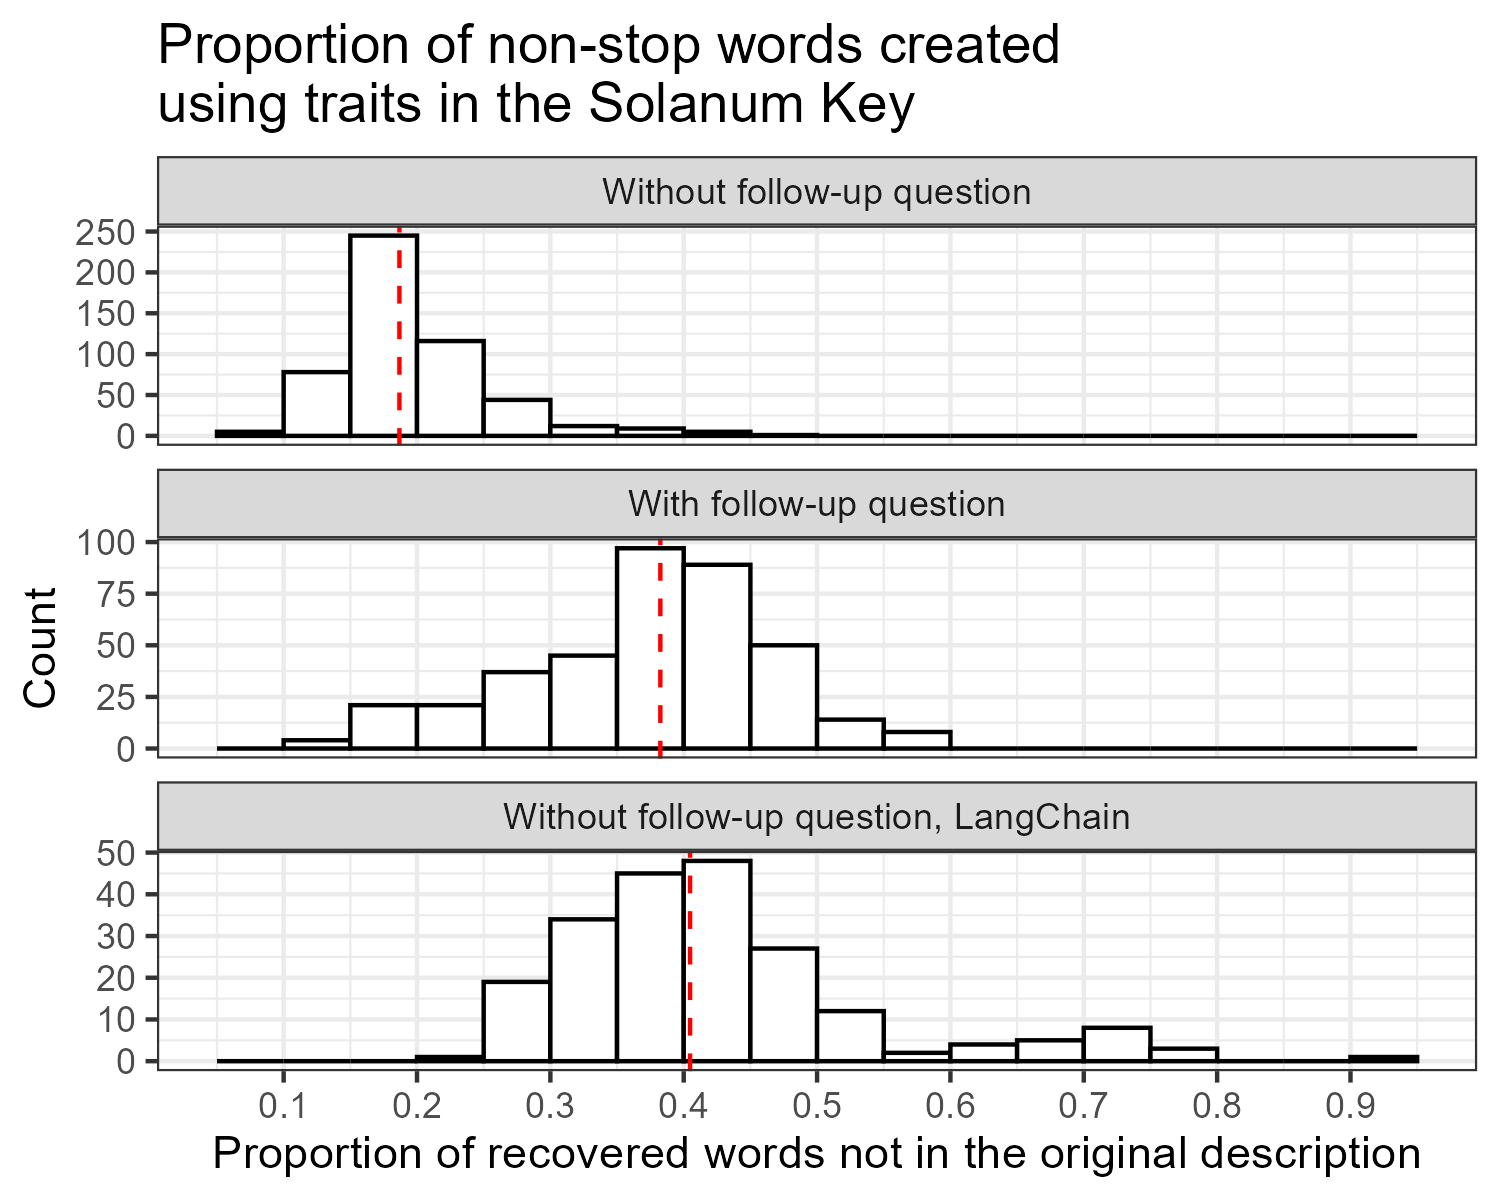 Proportion of non-stop words created
using traits in the Solanum Key
Without follow-up question
250
200
150
100
50
0
With follow-up question
100
75
50
25
0
Count
Without follow-up question, LangChain
50
40
30
20
10
0
0.1 0.2 0.3 0.4 0.5 0.6 0.7 0.8 0.9
Proportion of recovered words not in the original description